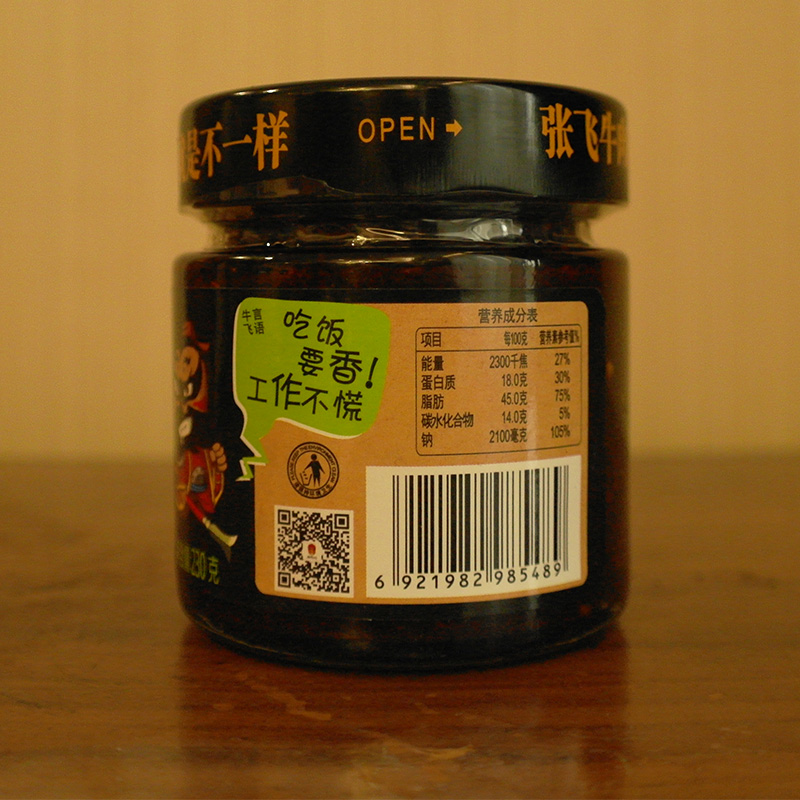 是不一样
OPEN
张飞牛
牛言
飞语
吃饭
要香!
工作不慌
营养成分表
项目 每100克 营养素参考值%
能量 2300千焦 27%
蛋白质 18.0克 30%
脂肪 45.0克 75%
碳水化合物 14.0克 5%
钠 2100毫克 105%
230克
6 921982 985489